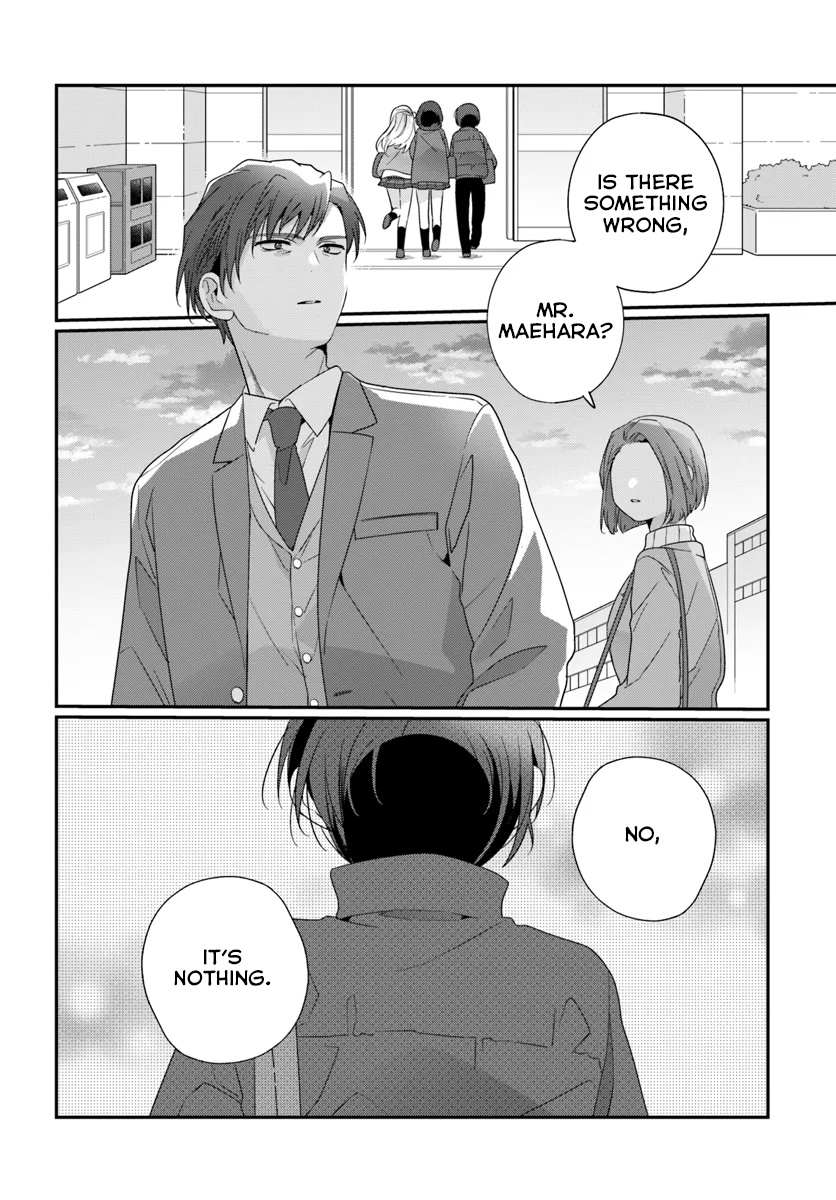 IS THERE
SOMETHING
WRONG,
MR.
MAEHARA?
NO,
IT'S
NOTHING.